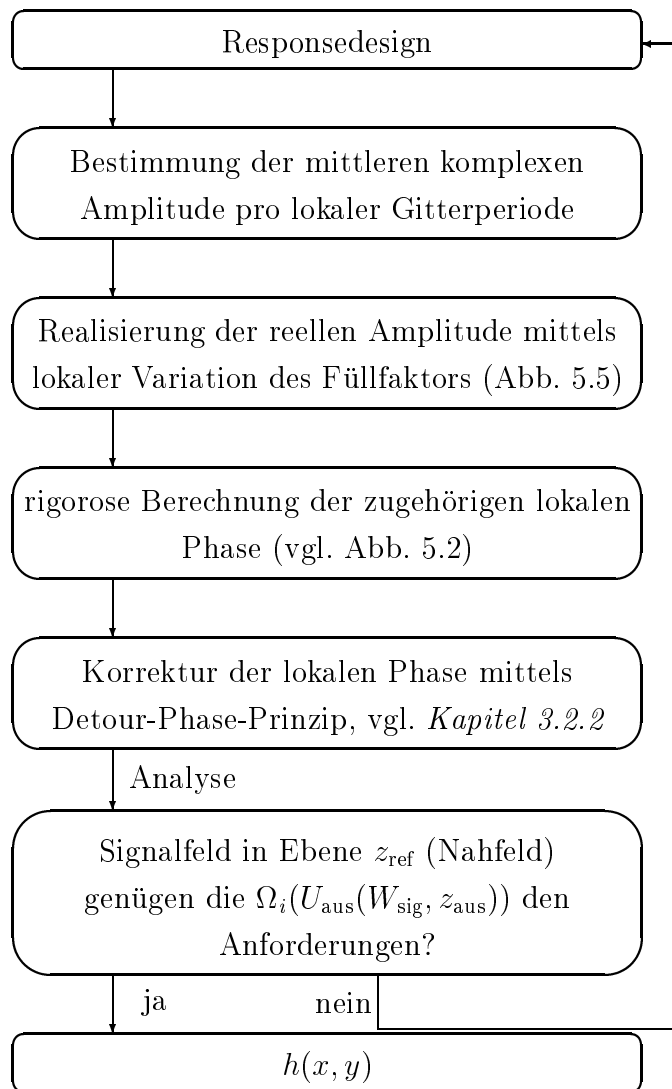 Responsedesign
Bestimmung der mittleren komplexen
Amplitude pro lokaler Gitterperiode
Realisierung der reellen Amplitude mittels
lokaler Variation des Füllfaktors (Abb. 5.5)
rigorose Berechnung der zugehörigen lokalen
Phase (vgl. Abb. 5.2)
Korrektur der lokalen Phase mittels
Detour-Phase-Prinzip, vgl. Kapitel 3.2.2
Analyse
Signalfeld in Ebene z_ref (Nahfeld)
genügen die Ω_i(U_aus(W_sig, z_aus)) den
Anforderungen?
ja
nein
h(x, y)